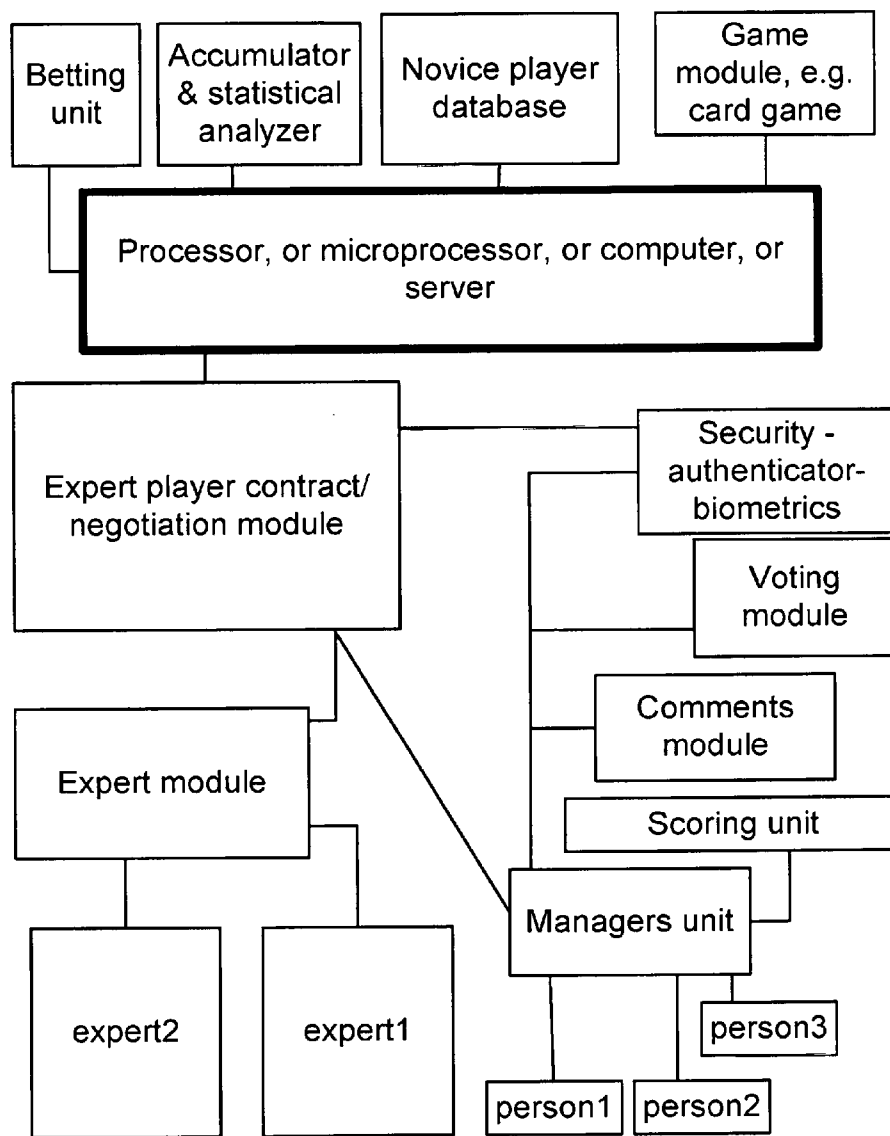 Betting
unit
Accumulator
& statistical
analyzer
Novice player
database
Game
module, e.g.
card game
Processor, or microprocessor, or computer, or
server
Expert player contract/
negotiation module
Security -
authenticator-
biometrics
Voting
module
Comments
module
Expert module
Scoring unit
Managers unit
expert2
expert1
person3
person1
person2